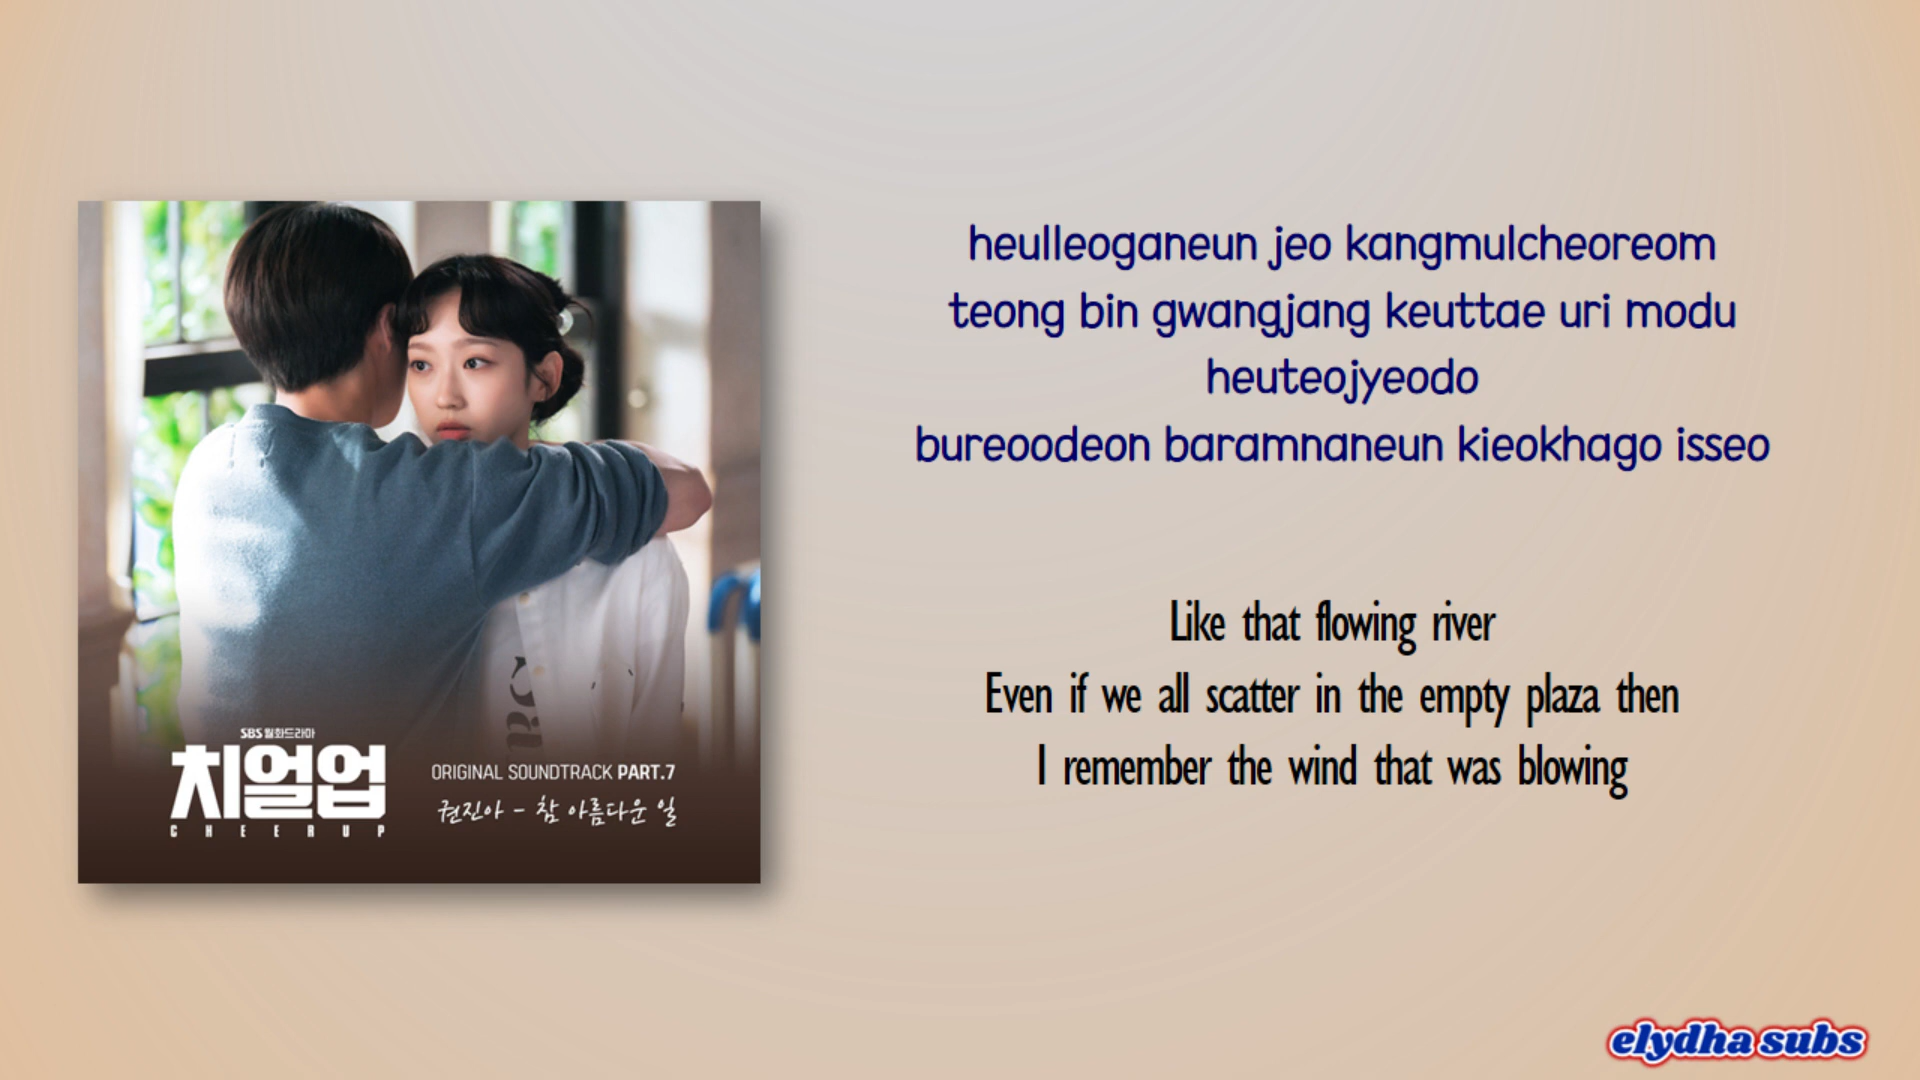 SBS 월화드라마
치얼업
CHEERUP
ORIGINAL SOUNDTRACK PART.7
권진아 - 참 아름다운 일
heulleoganeun jeo kangmulcheoreom
teong bin gwangjang keuttae uri modu
heuteojyeodo
bureoodeon baramnaneun kieokhago isseo
Like that flowing river
Even if we all scatter in the empty plaza then
I remember the wind that was blowing
elydha subs